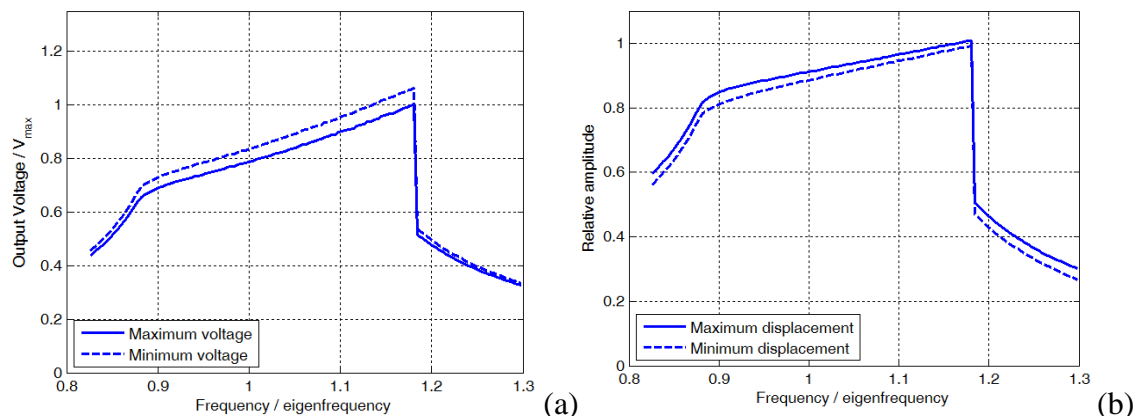 Output Voltage / Vmax
1.2
1
0.8
0.6
0.4
0.2
0
Maximum voltage
Minimum voltage
0.8 0.9 1 1.1 1.2 1.3
Frequency / eigenfrequency
(a)
Relative amplitude
1
0.8
0.6
0.4
0.2
0
Maximum displacement
Minimum displacement
0.8 0.9 1 1.1 1.2 1.3
Frequency / eigenfrequency
(b)